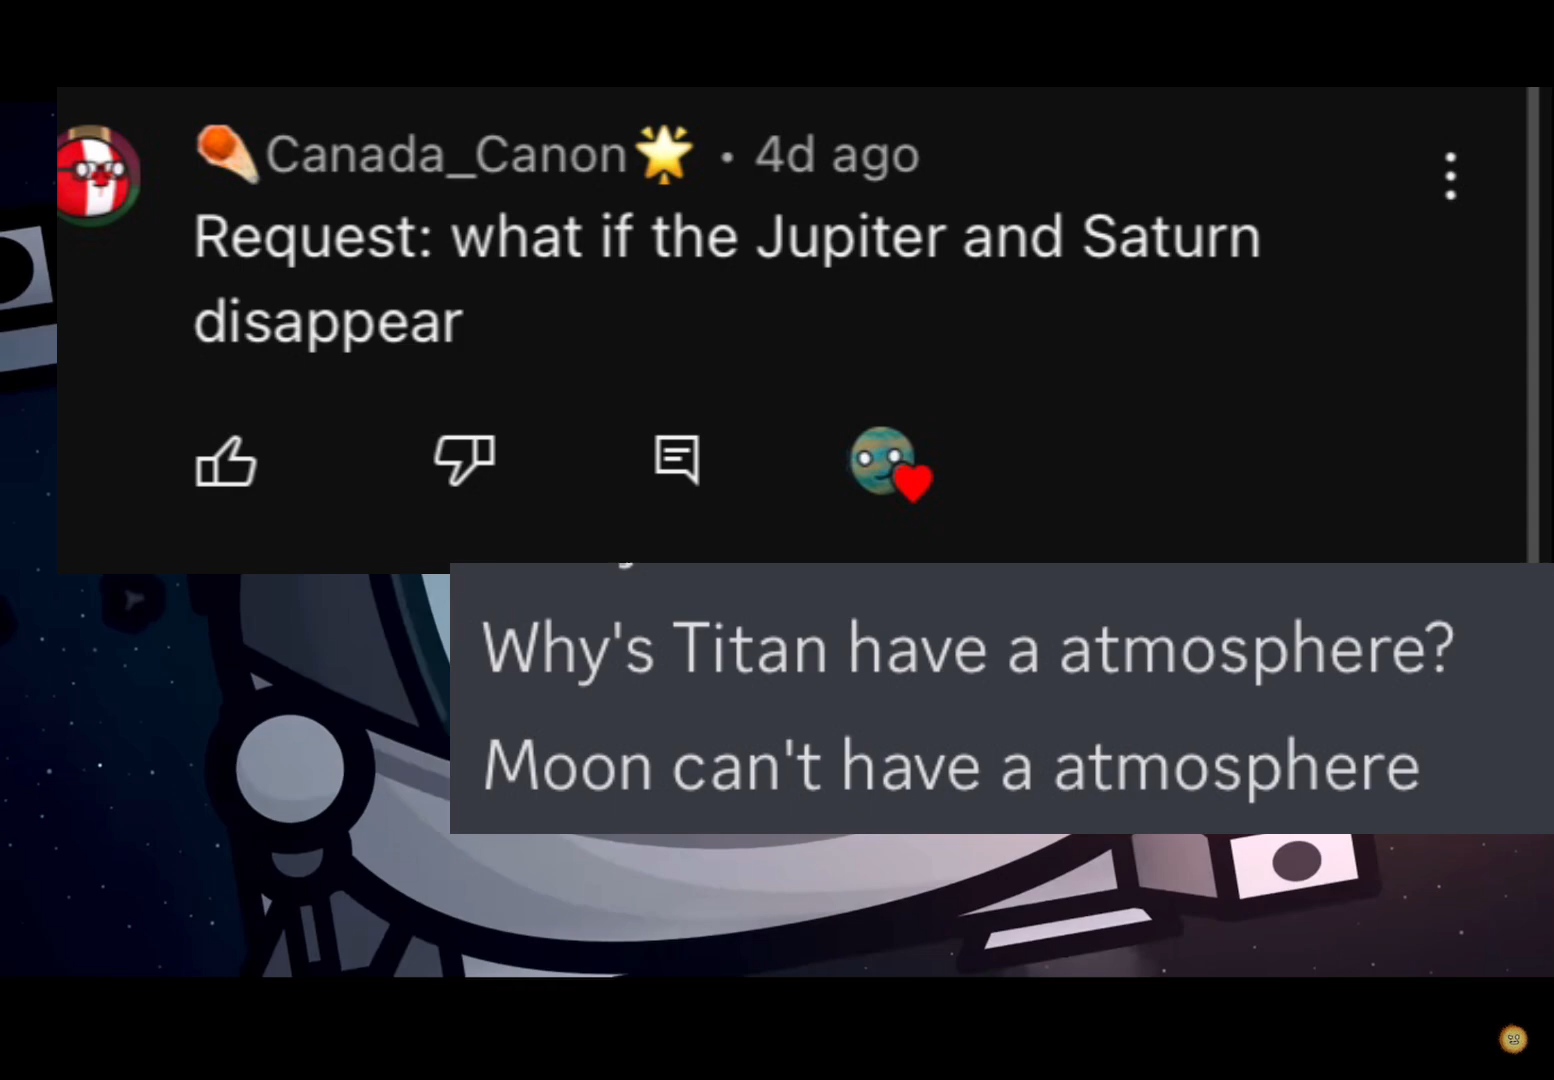 Canada_Canon • 4d ago
Request: what if the Jupiter and Saturn
disappear
Why's Titan have a atmosphere?
Moon can't have a atmosphere